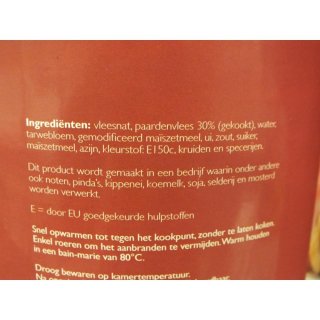 Ingrediënten: vleesnat, paardenvlees 30% (gekookt), water,
tarwebloem, gemodificeerd maïszetmeel, ui, zout, suiker,
maïszetmeel, azijn, kleurstof: E150c, kruiden en specerijen.
Dit product wordt gemaakt in een bedrijf waarin onder andere
ook noten, pinda's, kippenei, koemelk, soja, selderij en mosterd
worden verwerkt.
E = door EU goedgekeurde hulpstoffen
Snel opwarmen tot tegen het kookpunt, zonder te laten koken.
Enkel roeren om het aanbranden te vermijden. Warm houden
in een bain-marie van 80°C.
Droog bewaren op kamertemperatuur.